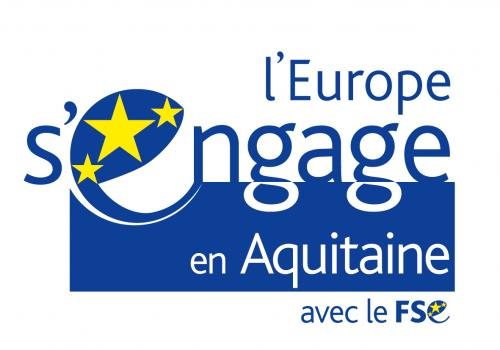 l'Europe
s'engage
en Aquitaine
avec le FSe